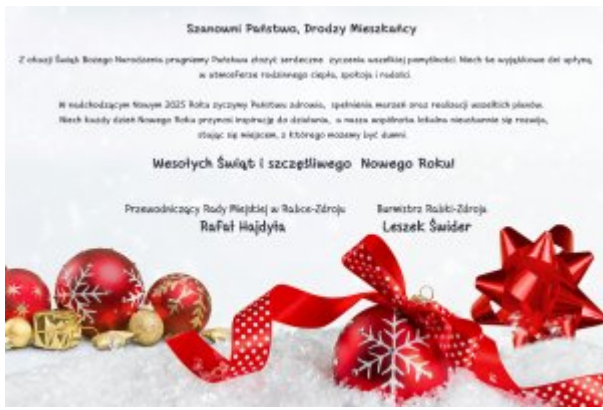 Szanowni Państwo, Drodzy Mieszkańcy
Z okazji Świąt Bożego Narodzenia pragniemy Państwu złożyć serdeczne życzenia wszelkiej pomyślności. Niech te wyjątkowe dni upłyną
w atmosferze rodzinnego ciepła, spokoju i radości.
W nadchodzącym Nowym 2025 Roku życzymy Państwu zdrowia, spełnienia marzeń oraz realizacji wszelkich planów.
Niech każdy dzień Nowego Roku przynosi inspirację do działania, a nasza wspólnota lokalna nieustannie się rozwija,
stając się miejscem, z którego możemy być dumni.
Wesołych Świąt i szczęśliwego Nowego Roku!
Przewodniczący Rady Miejskiej w Rabce-Zdroju
Rafał Hajdyła
Burmistrz Rabki-Zdroju
Leszek Świder